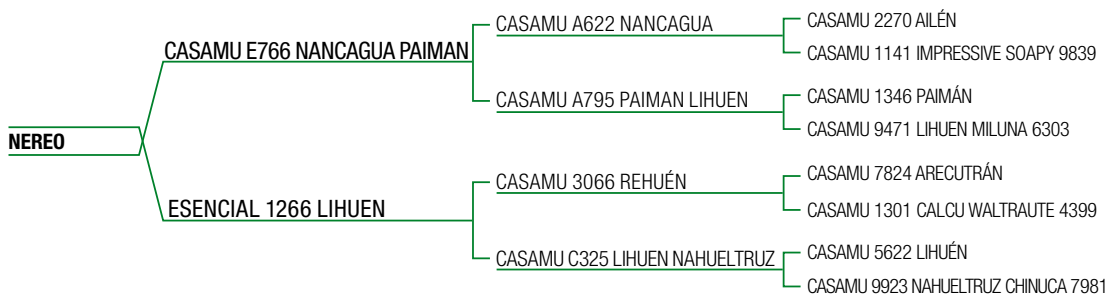 NEREO
CASAMU E766 NANCAGUA PAIMAN
ESENCIAL 1266 LIHUEN
CASAMU A622 NANCAGUA
CASAMU A795 PAIMAN LIHUEN
CASAMU 3066 REHUÉN
CASAMU C325 LIHUEN NAHUELTRUZ
CASAMU 2270 AILÉN
CASAMU 1141 IMPRESSIVE SOAPY 9839
CASAMU 1346 PAIMÁN
CASAMU 9471 LIHUEN MILUNA 6303
CASAMU 7824 ARECUTRÁN
CASAMU 1301 CALCU WALTRAUTE 4399
CASAMU 5622 LIHUÉN
CASAMU 9923 NAHUELTRUZ CHINUCA 7981